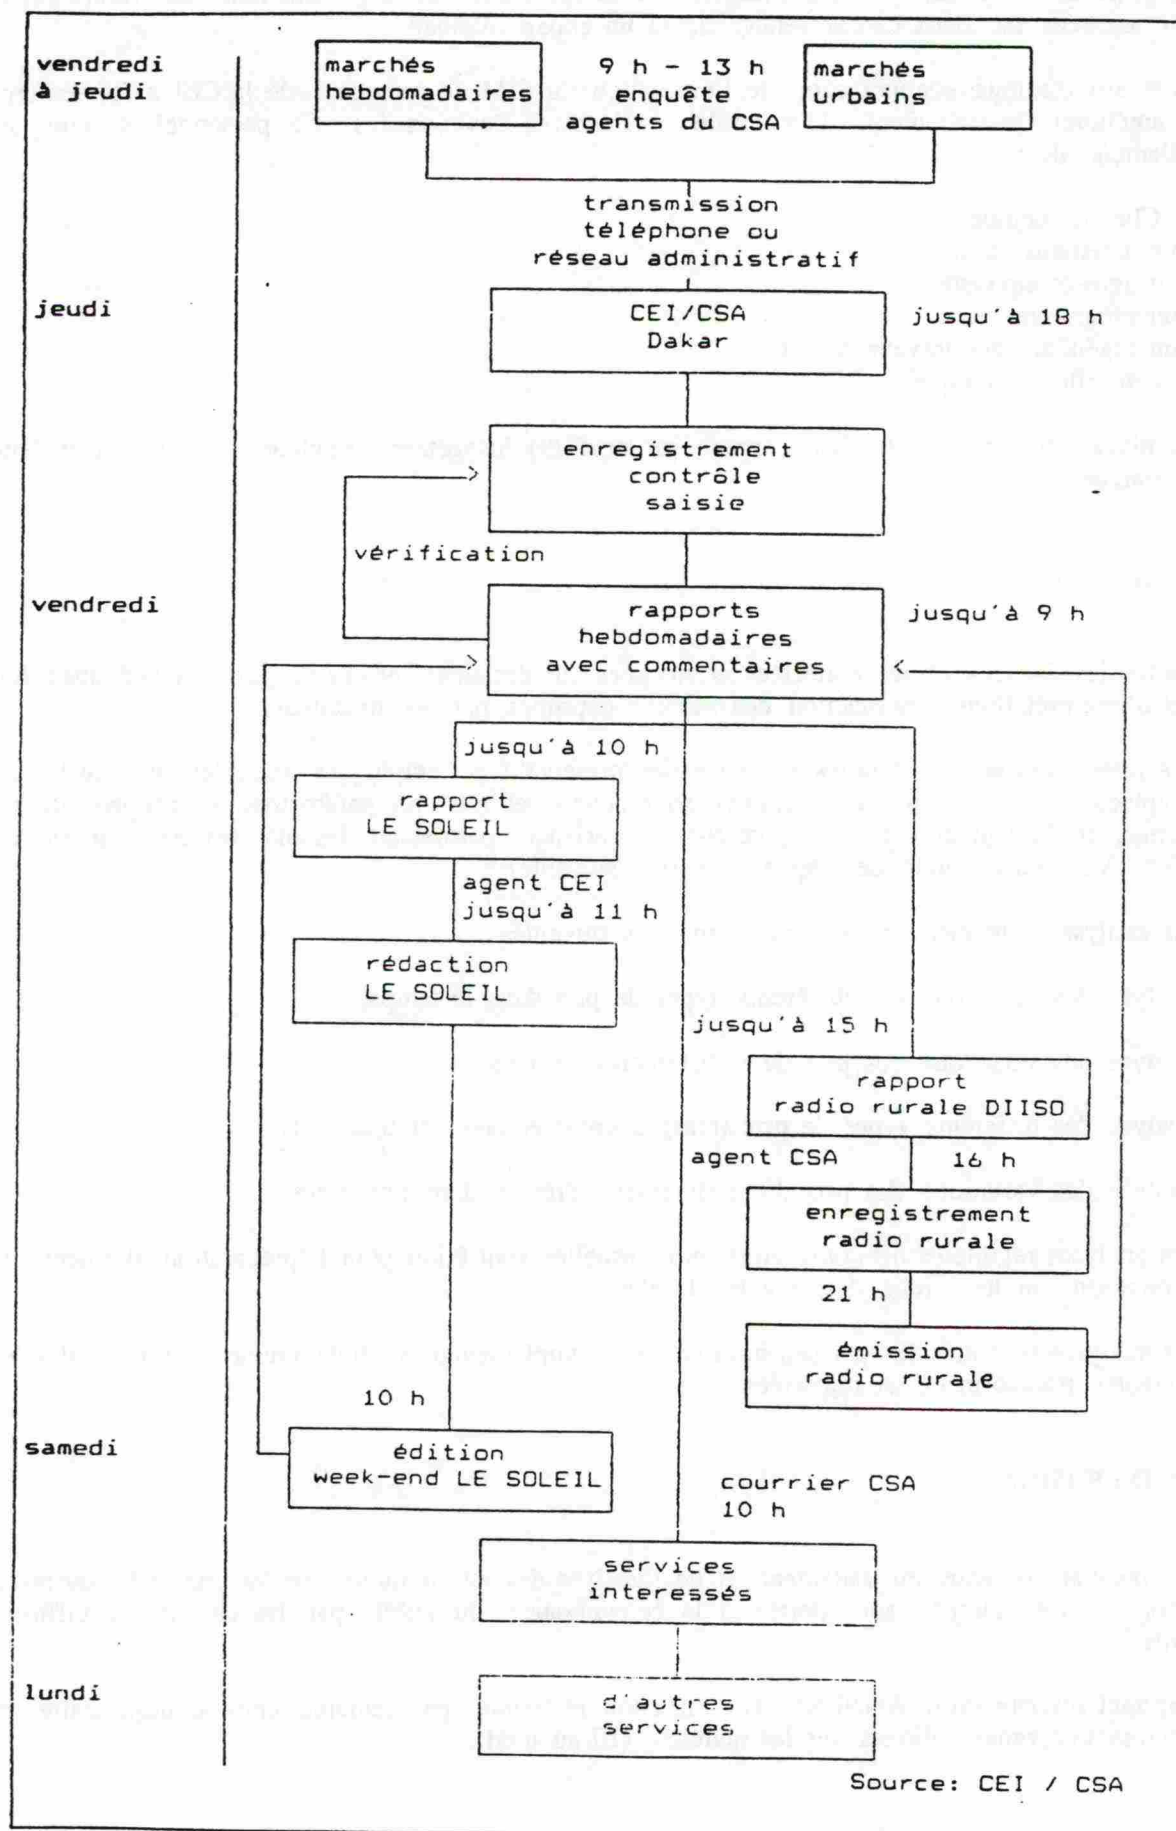 vendredi
à jeudi
marchés
hebdomadaires
9 h - 13 h
enquête
agents du CSA
marchés
urbains
transmission
téléphone ou
réseau administratif
jeudi
CEI/CSA
Dakar
jusqu'à 18 h
enregistrement
contrôle
saisie
vérification
vendredi
rapports
hebdomadaires
avec commentaires
jusqu'à 9 h
jusqu'à 10 h
rapport
LE SOLEIL
agent CEI
jusqu'à 11 h
rédaction
LE SOLEIL
jusqu'à 15 h
rapport
radio rurale DIISO
agent CSA
16 h
enregistrement
radio rurale
21 h
émission
radio rurale
10 h
samedi
édition
week-end LE SOLEIL
courrier CSA
10 h
services
interessés
lundi
d'autres
services
Source: CEI / CSA